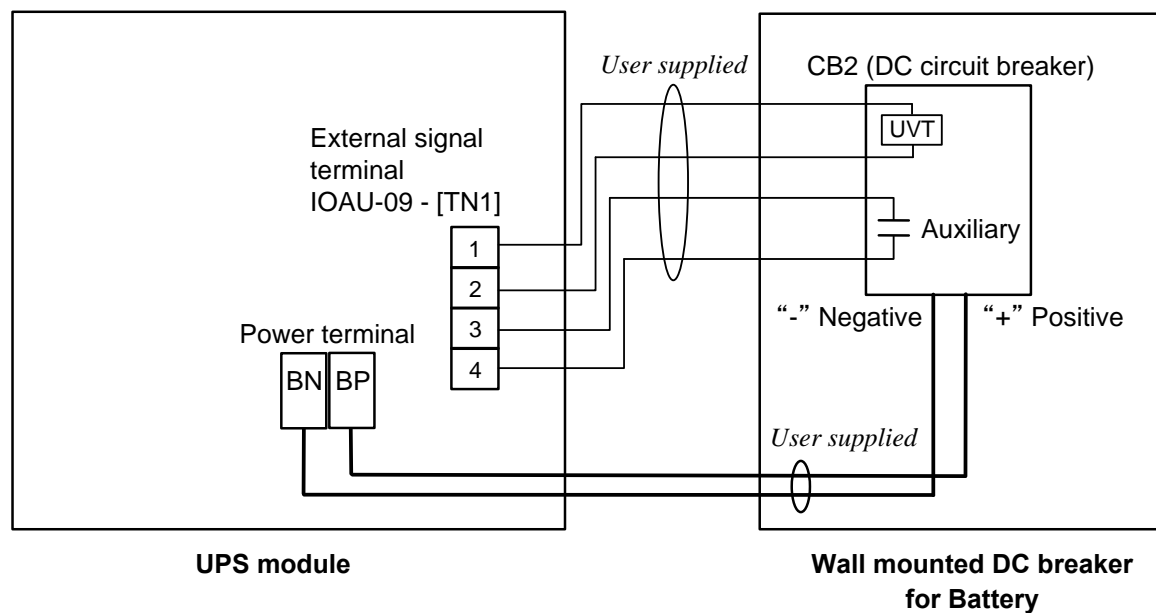 User supplied
CB2 (DC circuit breaker)
UVT
External signal
terminal
IOAU-09 - [TN1]
1
2
3
4
Auxiliary
“-” Negative
“+” Positive
Power terminal
BN
BP
User supplied
UPS module
Wall mounted DC breaker
for Battery